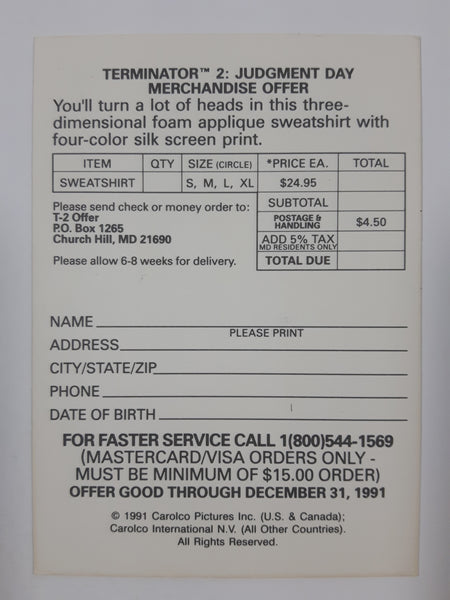 TERMINATOR™ 2: JUDGMENT DAY
MERCHANDISE OFFER
You'll turn a lot of heads in this three-
dimensional foam applique sweatshirt with
four-color silk screen print.
ITEM QTY SIZE (CIRCLE) *PRICE EA. TOTAL
SWEATSHIRT S, M, L, XL $24.95
Please send check or money order to:
T-2 Offer
P.O. Box 1265
Church Hill, MD 21690
Please allow 6-8 weeks for delivery.
SUBTOTAL
POSTAGE &
HANDLING $4.50
ADD 5% TAX
MD RESIDENTS ONLY
TOTAL DUE
NAME
PLEASE PRINT
ADDRESS
CITY/STATE/ZIP
PHONE
DATE OF BIRTH
FOR FASTER SERVICE CALL 1(800)544-1569
(MASTERCARD/VISA ORDERS ONLY -
MUST BE MINIMUM OF $15.00 ORDER)
OFFER GOOD THROUGH DECEMBER 31, 1991
© 1991 Carolco Pictures Inc. (U.S. & Canada);
Carolco International N.V. (All Other Countries).
All Rights Reserved.